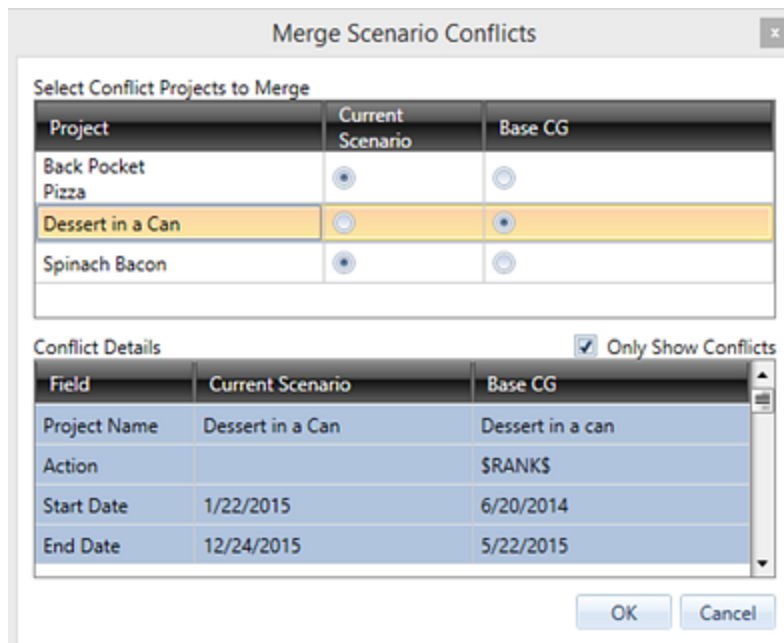 Merge Scenario Conflicts
x
Select Conflict Projects to Merge
Project Current Scenario Base CG
Back Pocket
Pizza
Dessert in a Can
Spinach Bacon
Conflict Details Only Show Conflicts
Field Current Scenario Base CG
Project Name Dessert in a Can Dessert in a can
Action $RANK$
Start Date 1/22/2015 6/20/2014
End Date 12/24/2015 5/22/2015
OK Cancel